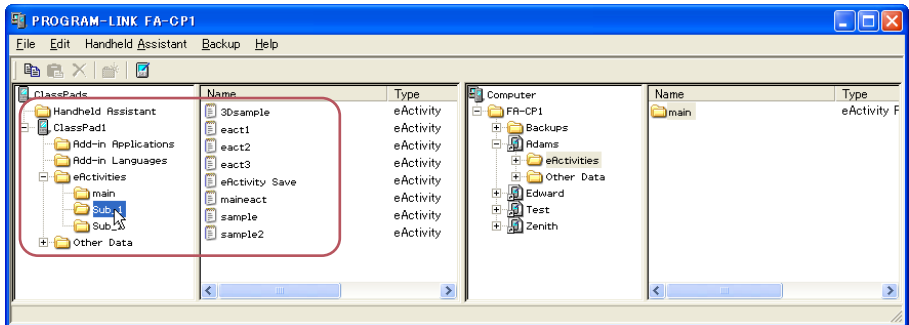 PROGRAM-LINK FA-CP1
File Edit Handheld Assistant Backup Help
ClassPads
Handheld Assistant
ClassPad1
Add-in Applications
Add-in Languages
eActivities
main
Sub_1
Sub_
Other Data
Name Type
3Dsample eActivity
eact1 eActivity
eact2 eActivity
eact3 eActivity
eActivity Save eActivity
maineact eActivity
sample eActivity
sample2 eActivity
Computer
FA-CP1
Backups
Adams
eActivities
Other Data
Edward
Test
Zenith
Name Type
main eActivity F